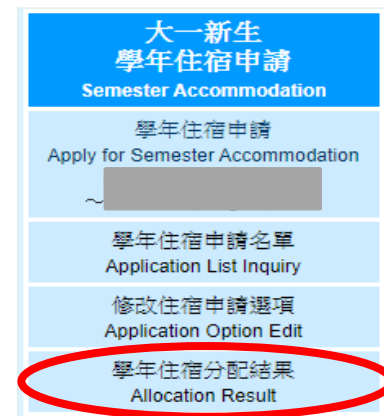 大一新生
學年住宿申請
Semester Accommodation
學年住宿申請
Apply for Semester Accommodation
～
學年住宿申請名單
Application List Inquiry
修改住宿申請選項
Application Option Edit
學年住宿分配結果
Allocation Result